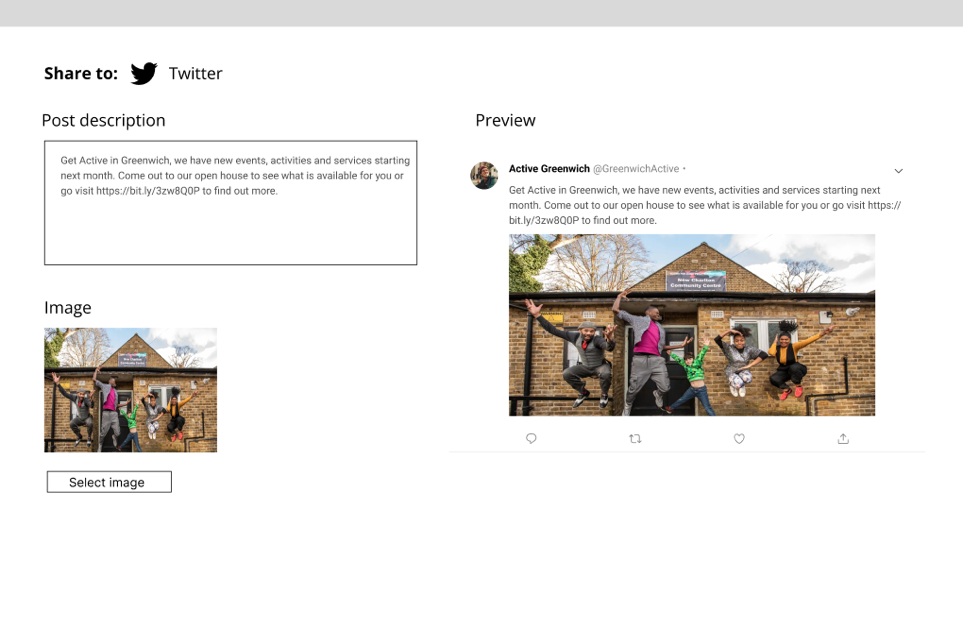 Share to: Twitter
Post description
Get Active in Greenwich, we have new events, activities and services starting
next month. Come out to our open house to see what is available for you or
go visit https://bit.ly/3zw8Q0P to find out more.
Image
Select image
Preview
Active Greenwich @GreenwichActive •
Get Active in Greenwich, we have new events, activities and services starting next
month. Come out to our open house to see what is available for you or go visit https://
bit.ly/3zw8Q0P to find out more.
New Charlton
Community Centre